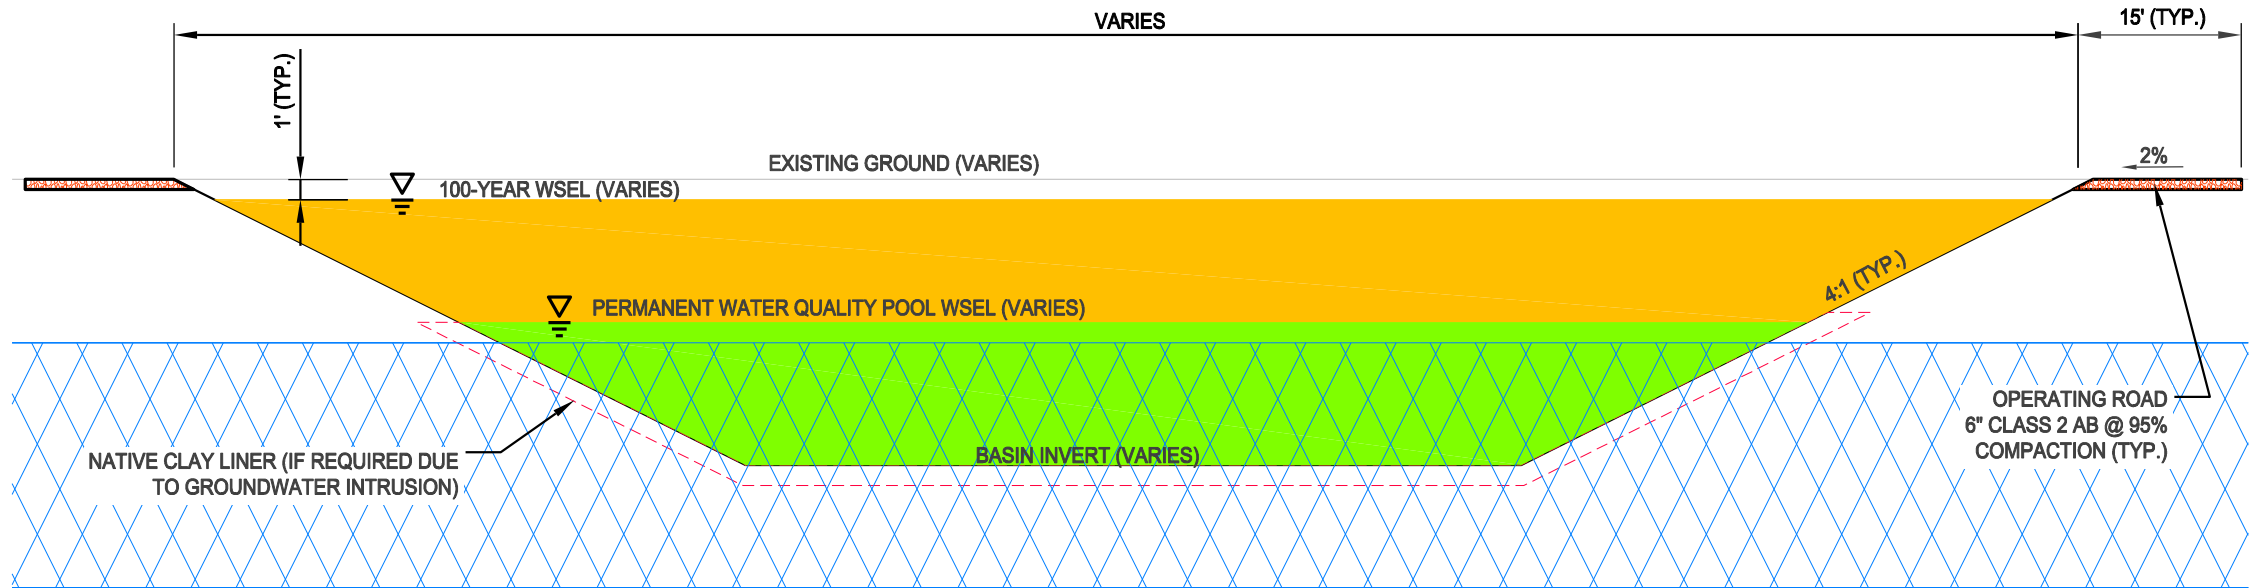 VARIES
15' (TYP.)
1' (TYP.)
EXISTING GROUND (VARIES)
2%
100-YEAR WSEL (VARIES)
4:1 (TYP.)
PERMANENT WATER QUALITY POOL WSEL (VARIES)
OPERATING ROAD
6" CLASS 2 AB @ 95%
COMPACTION (TYP.)
BASIN INVERT (VARIES)
NATIVE CLAY LINER (IF REQUIRED DUE
TO GROUNDWATER INTRUSION)